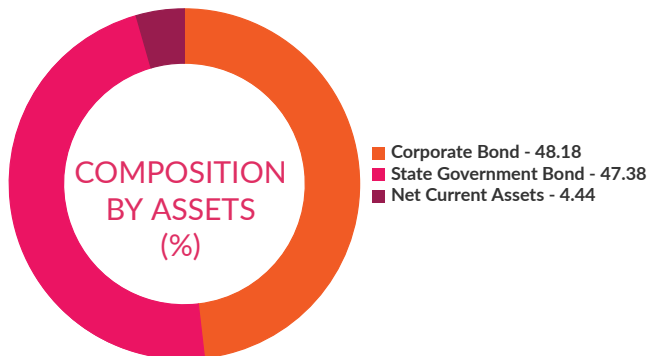 COMPOSITION
BY ASSETS
(%)
Corporate Bond - 48.18
State Government Bond - 47.38
Net Current Assets - 4.44